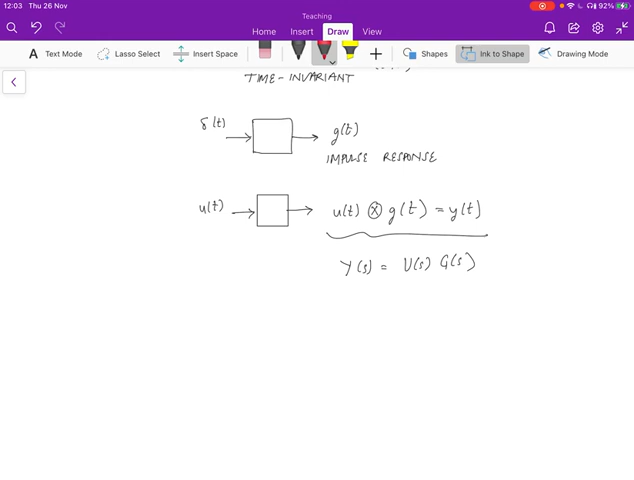 12:03 Thu 26 Nov
92%
Teaching
Home Insert Draw View
A Text Mode Lasso Select Insert Space Shapes Ink to Shape Drawing Mode
TIME-INVARIANT
δ(t) g(t)
IMPULSE RESPONSE
u(t) u(t) ⊗ g(t) = y(t)
Y(s) = U(s) G(s)